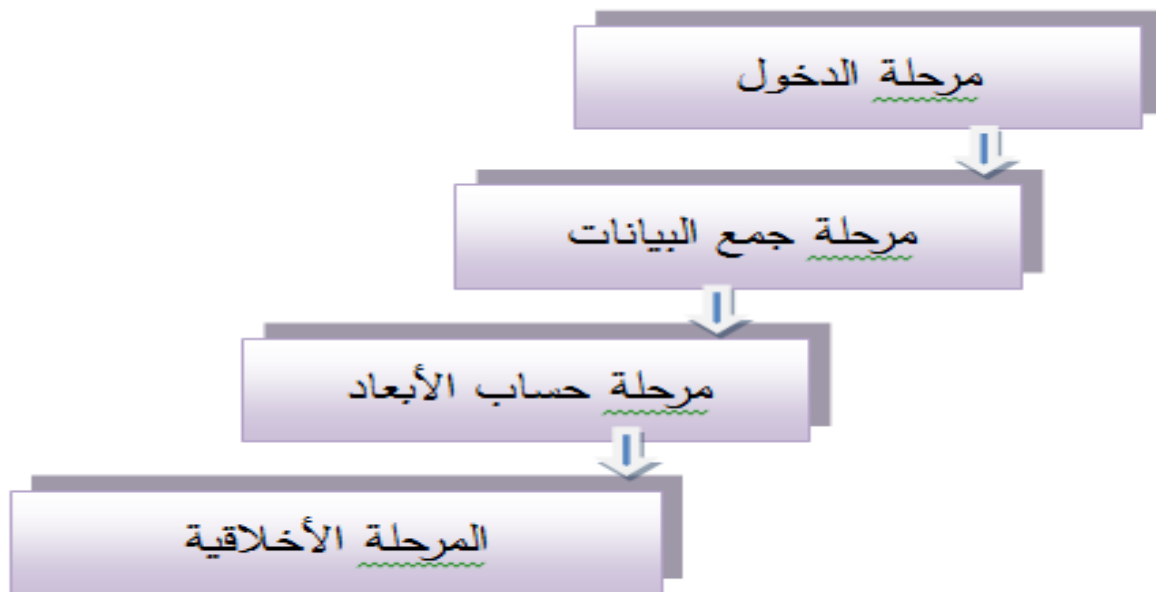 مرحلة الدخول
مرحلة جمع البيانات
مرحلة حساب الأبعاد
المرحلة الأخلاقية